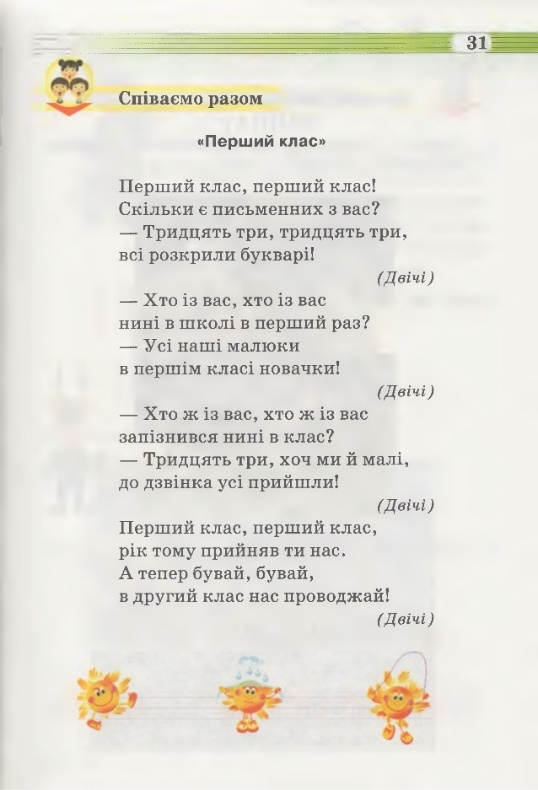 31
Співаємо разом
«Перший клас»
Перший клас, перший клас!
Скільки є письменних з вас?
— Тридцять три, тридцять три,
всі розкрили букварі!
(Двічі)
— Хто із вас, хто із вас
нині в школі в перший раз?
— Усі наші малюки
в першім класі новачки!
(Двічі)
— Хто ж із вас, хто ж із вас
запізнився нині в клас?
— Тридцять три, хоч ми й малі,
до дзвінка усі прийшли!
(Двічі)
Перший клас, перший клас,
рік тому прийняв ти нас.
А тепер бувай, бувай,
в другий клас нас проводжай!
(Двічі)